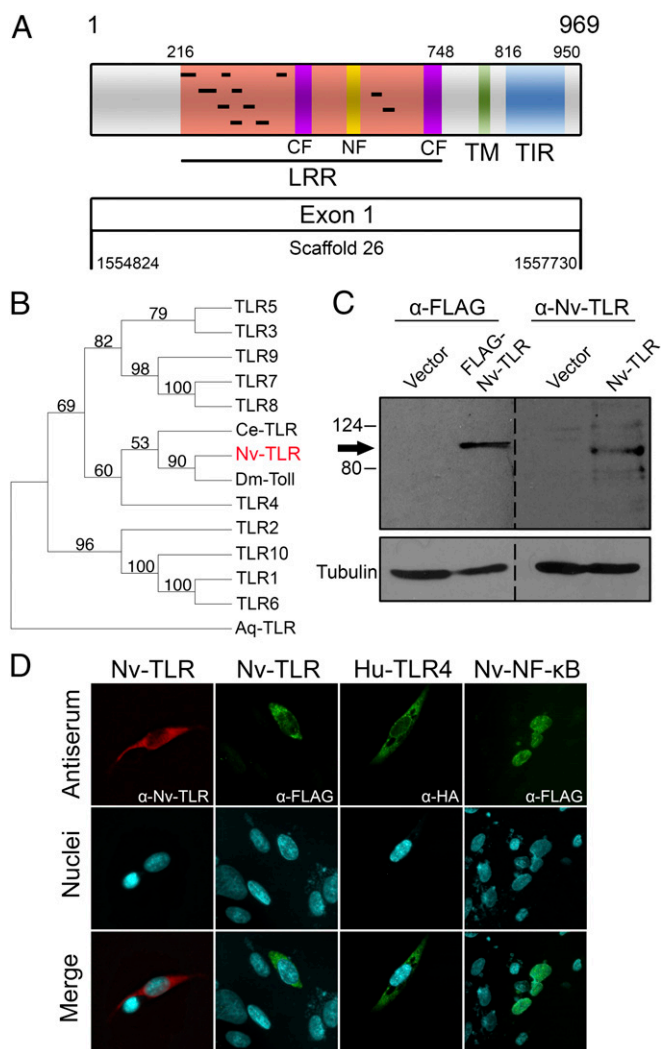 A
1 969
216 748 816 950
CF NF CF TM TIR
LRR
Exon 1
Scaffold 26
1554824 1557730
B
79
82
98
100
69
53
90
60
96
100
100
TLR5
TLR3
TLR9
TLR7
TLR8
Ce-TLR
Nv-TLR
Dm-Toll
TLR4
TLR2
TLR10
TLR1
TLR6
Aq-TLR
C
α-FLAG α-Nv-TLR
Vector
FLAG-
Nv-TLR
Vector
Nv-TLR
124
80
Tubulin
D
Nv-TLR Nv-TLR Hu-TLR4 Nv-NF-κB
Antiserum
α-Nv-TLR α-FLAG α-HA α-FLAG
Nuclei
Merge